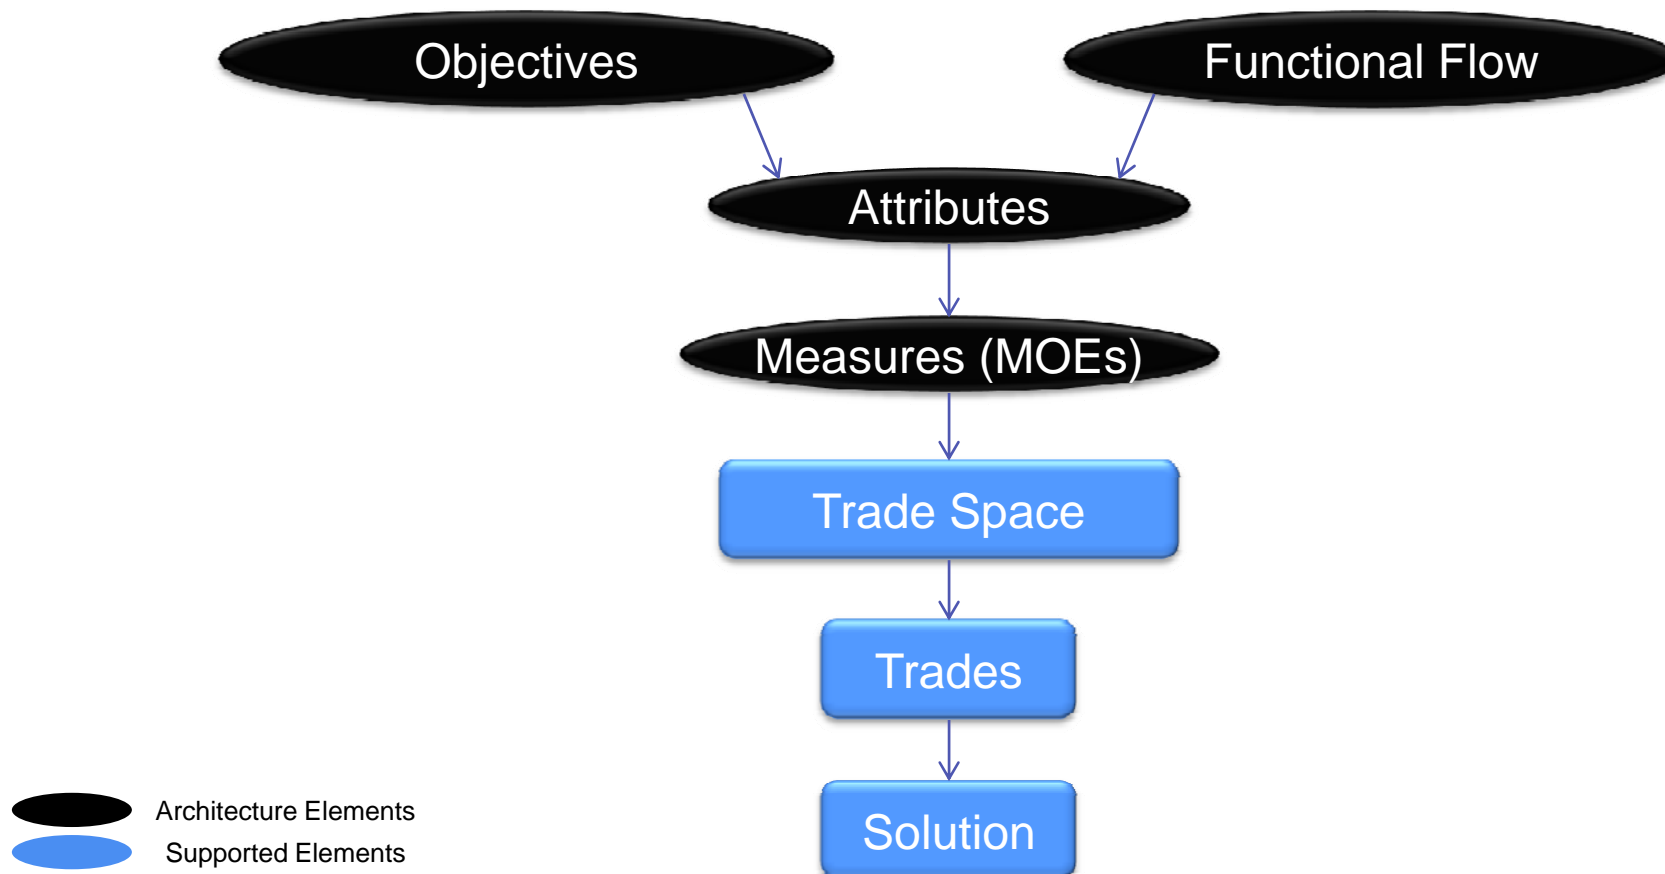 Objectives
Functional Flow
Attributes
Measures (MOEs)
Trade Space
Trades
Solution
Architecture Elements
Supported Elements